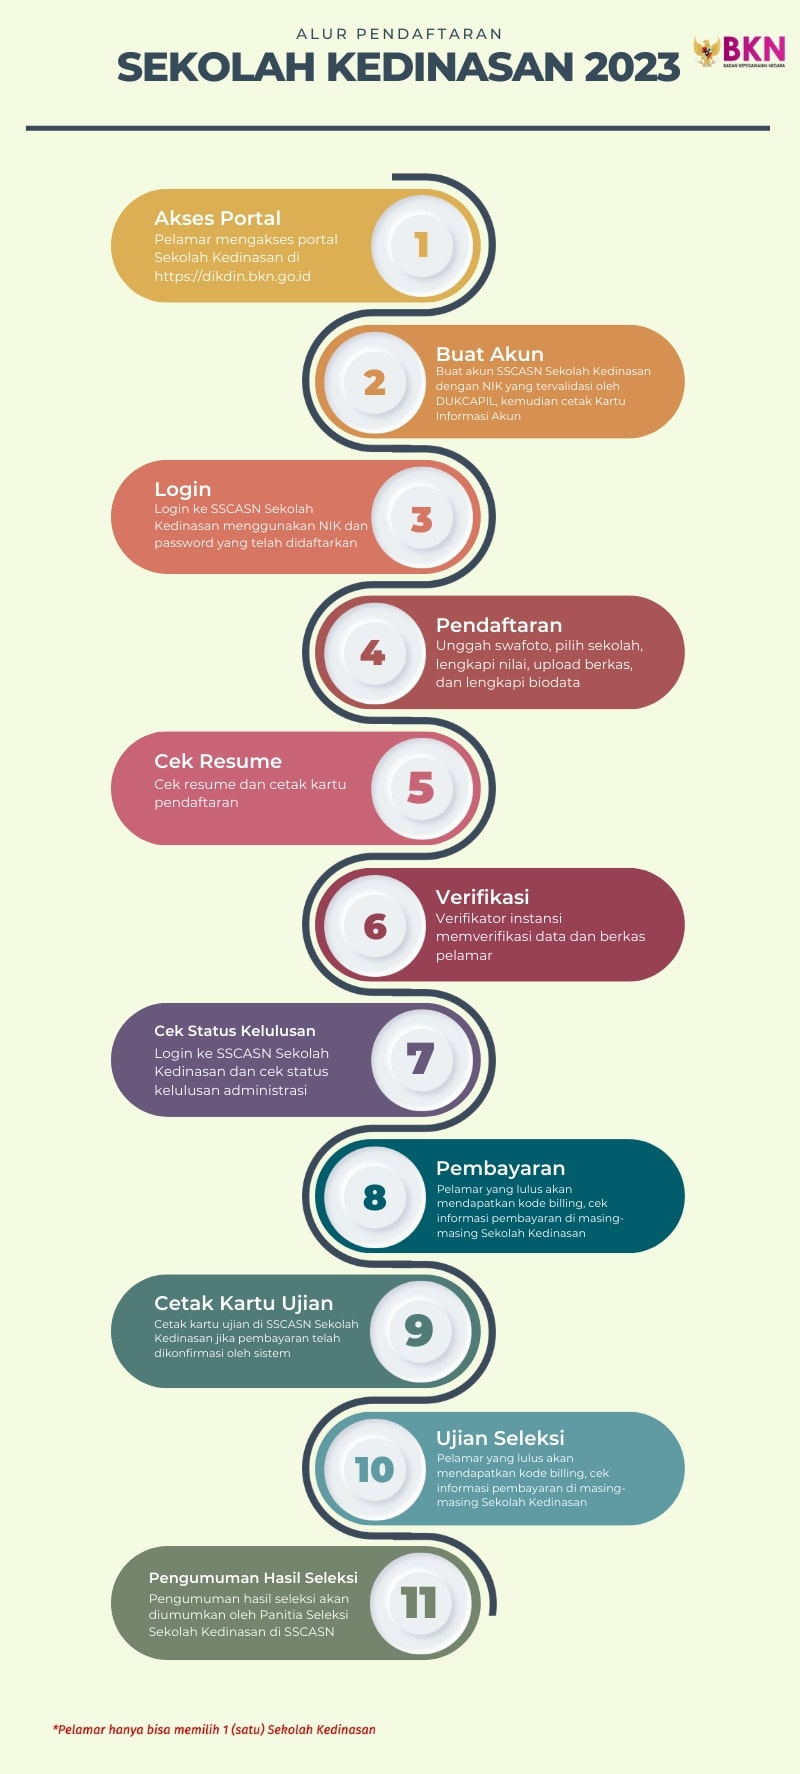 ALUR PENDAFTARAN
SEKOLAH KEDINASAN 2023
BKN
BADAN KEPEGAWAIAN NEGARA
Akses Portal
Pelamar mengakses portal
Sekolah Kedinasan di
https://dikdin.bkn.go.id
1
2
Buat Akun
Buat akun SSCASN Sekolah Kedinasan
dengan NIK yang tervalidasi oleh
DUKCAPIL, kemudian cetak Kartu
Informasi Akun
Login
Login ke SSCASN Sekolah
Kedinasan menggunakan NIK dan
password yang telah didaftarkan
3
4
Pendaftaran
Unggah swafoto, pilih sekolah,
lengkapi nilai, upload berkas,
dan lengkapi biodata
Cek Resume
Cek resume dan cetak kartu
pendaftaran
5
6
Verifikasi
Verifikator instansi
memverifikasi data dan berkas
pelamar
Cek Status Kelulusan
Login ke SSCASN Sekolah
Kedinasan dan cek status
kelulusan administrasi
7
8
Pembayaran
Pelamar yang lulus akan
mendapatkan kode billing, cek
informasi pembayaran di masing-
masing Sekolah Kedinasan
Cetak Kartu Ujian
Cetak kartu ujian di SSCASN Sekolah
Kedinasan jika pembayaran telah
dikonfirmasi oleh sistem
9
10
Ujian Seleksi
Pelamar yang lulus akan
mendapatkan kode billing, cek
informasi pembayaran di masing-
masing Sekolah Kedinasan
Pengumuman Hasil Seleksi
Pengumuman hasil seleksi akan
diumumkan oleh Panitia Seleksi
Sekolah Kedinasan di SSCASN
11
*Pelamar hanya bisa memilih 1 (satu) Sekolah Kedinasan